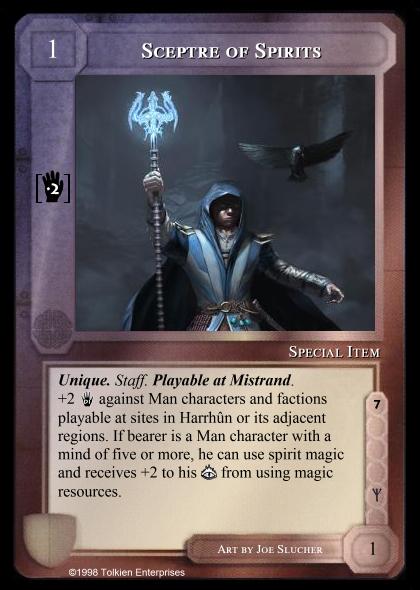 1
SCEPTRE OF SPIRITS
[2]
SPECIAL ITEM
Unique. Staff. Playable at Mistrand.
+2 against Man characters and factions
playable at sites in Harrhûn or its adjacent
regions. If bearer is a Man character with a
mind of five or more, he can use spirit magic
and receives +2 to his from using magic
resources.
7
ART BY JOE SLUCHER
1
©1998 Tolkien Enterprises